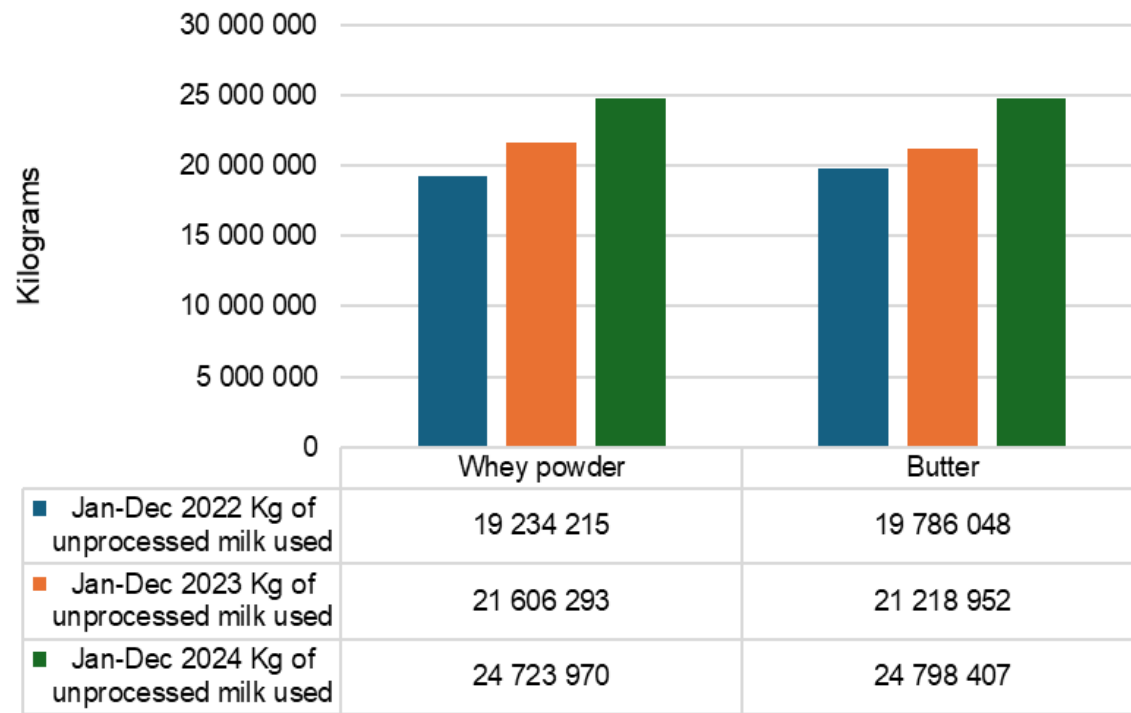 30 000 000
25 000 000
20 000 000
15 000 000
10 000 000
5 000 000
0
Kilograms
Whey powder Butter
Jan-Dec 2022 Kg of
unprocessed milk used
19 234 215 19 786 048
Jan-Dec 2023 Kg of
unprocessed milk used
21 606 293 21 218 952
Jan-Dec 2024 Kg of
unprocessed milk used
24 723 970 24 798 407